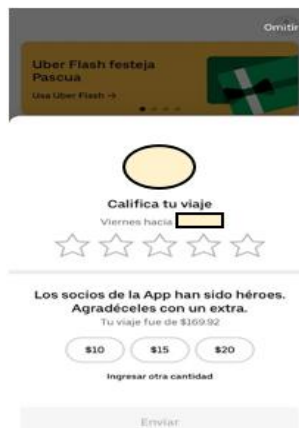 Omitir
Uber Flash festeja
Pascua
Usa Uber Flash →
Califica tu viaje
Viernes hacia
Los socios de la App han sido héroes.
Agradéceles con un extra.
Tu viaje fue de $169.92
$10 $15 $20
Ingresar otra cantidad
Enviar